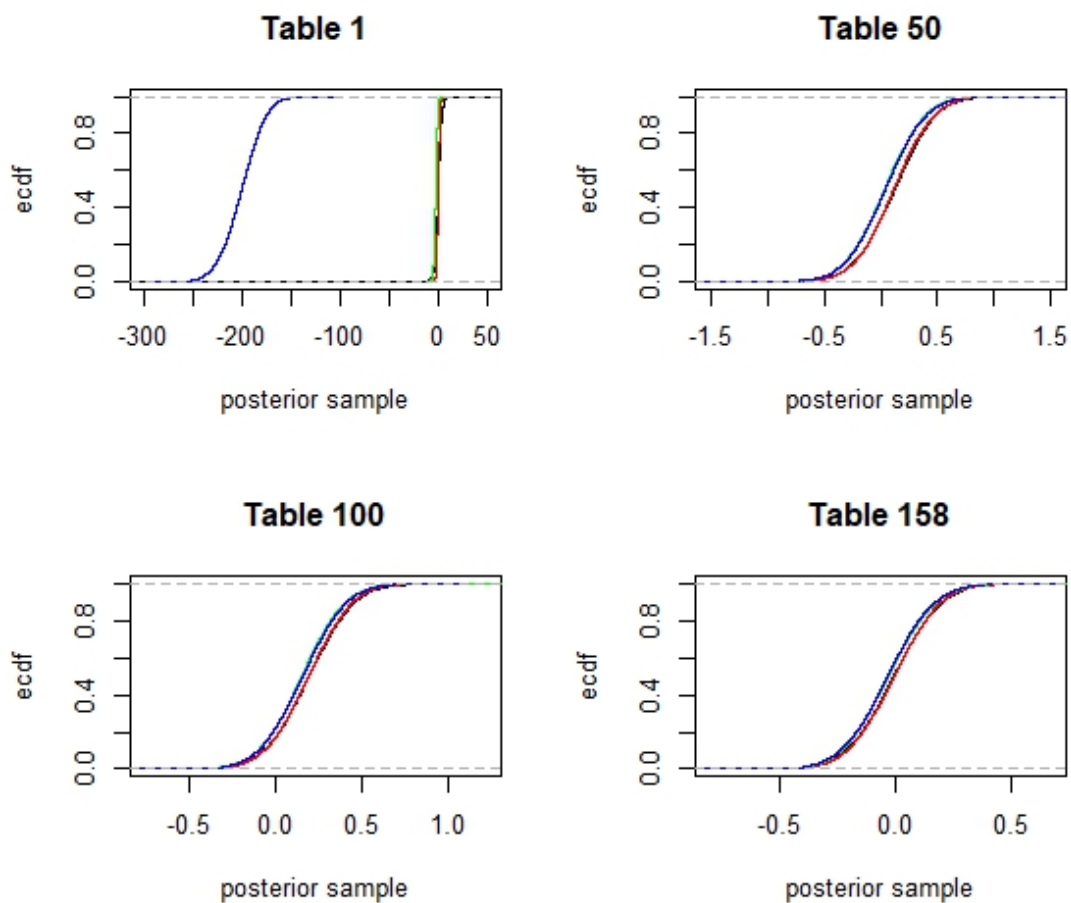 Table 1
ecdf
0.0 0.4 0.8
-300 -200 -100 0 50
posterior sample
Table 50
ecdf
0.0 0.4 0.8
-1.5 -0.5 0.5 1.5
posterior sample
Table 100
ecdf
0.0 0.4 0.8
-0.5 0.0 0.5 1.0
posterior sample
Table 158
ecdf
0.0 0.4 0.8
-0.5 0.0 0.5
posterior sample